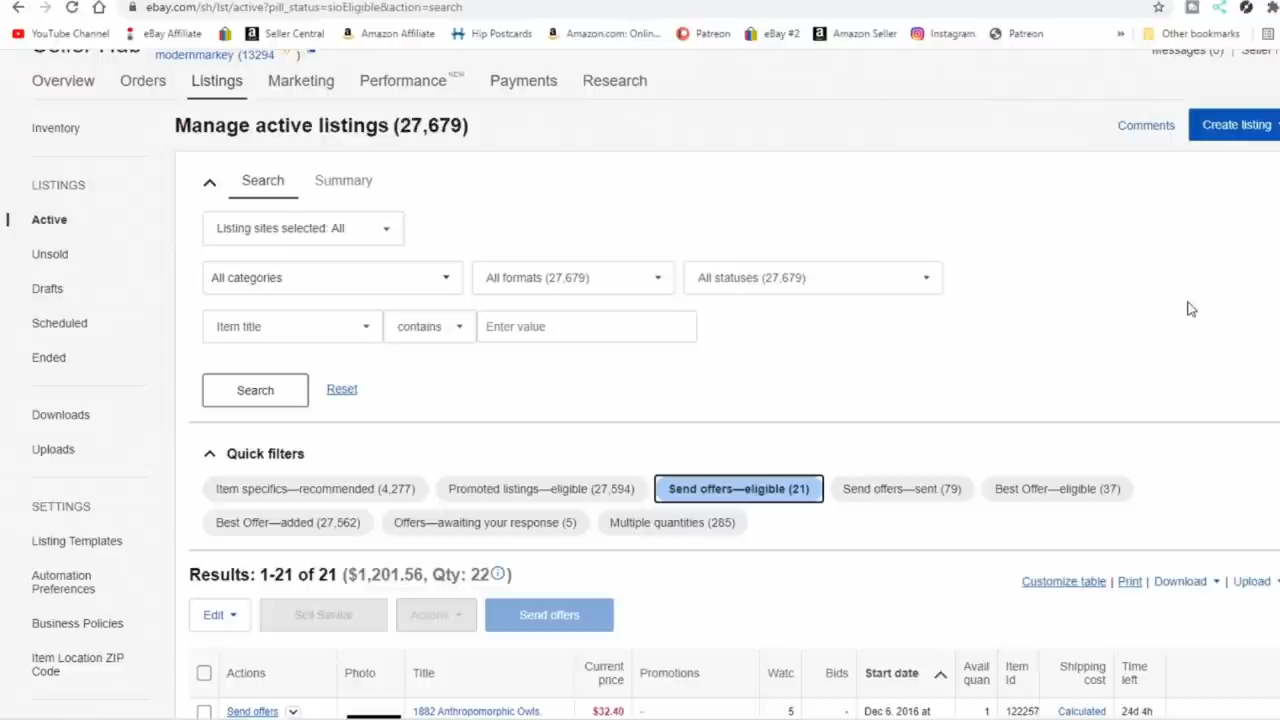 ebay.com/sh/lst/active?pill_status=sioEligible&action=search
YouTube Channel eBay Affiliate Seller Central Amazon Affiliate Hip Postcards Amazon.com: Onlin... Patreon eBay #2 Amazon Seller Instagram Patreon » Other bookmarks
Seller Hub modernmarkey (13294 ) Messages (0) Seller
Overview Orders Listings Marketing Performance NEW Payments Research
Inventory
LISTINGS
Active
Unsold
Drafts
Scheduled
Ended
Downloads
Uploads
SETTINGS
Listing Templates
Automation
Preferences
Business Policies
Item Location ZIP
Code
Manage active listings (27,679)
Comments Create listing
Search Summary
Listing sites selected: All
All categories All formats (27,679) All statuses (27,679)
Item title contains Enter value
Search Reset
Quick filters
Item specifics—recommended (4,277) Promoted listings—eligible (27,594) Send offers—eligible (21) Send offers—sent (79) Best Offer—eligible (37)
Best Offer—added (27,562) Offers—awaiting your response (5) Multiple quantities (285)
Results: 1-21 of 21 ($1,201.56, Qty: 22)
Customize table | Print | Download | Upload
Edit Sell Similar Actions Send offers
Actions Photo Title Current price Promotions Watc Bids Start date Avail quan Item Id Shipping cost Time left
Send offers 1882 Anthropomorphic Owls. $32.40 - 5 - Dec 6, 2016 at 1 122257 Calculated 24d 4h